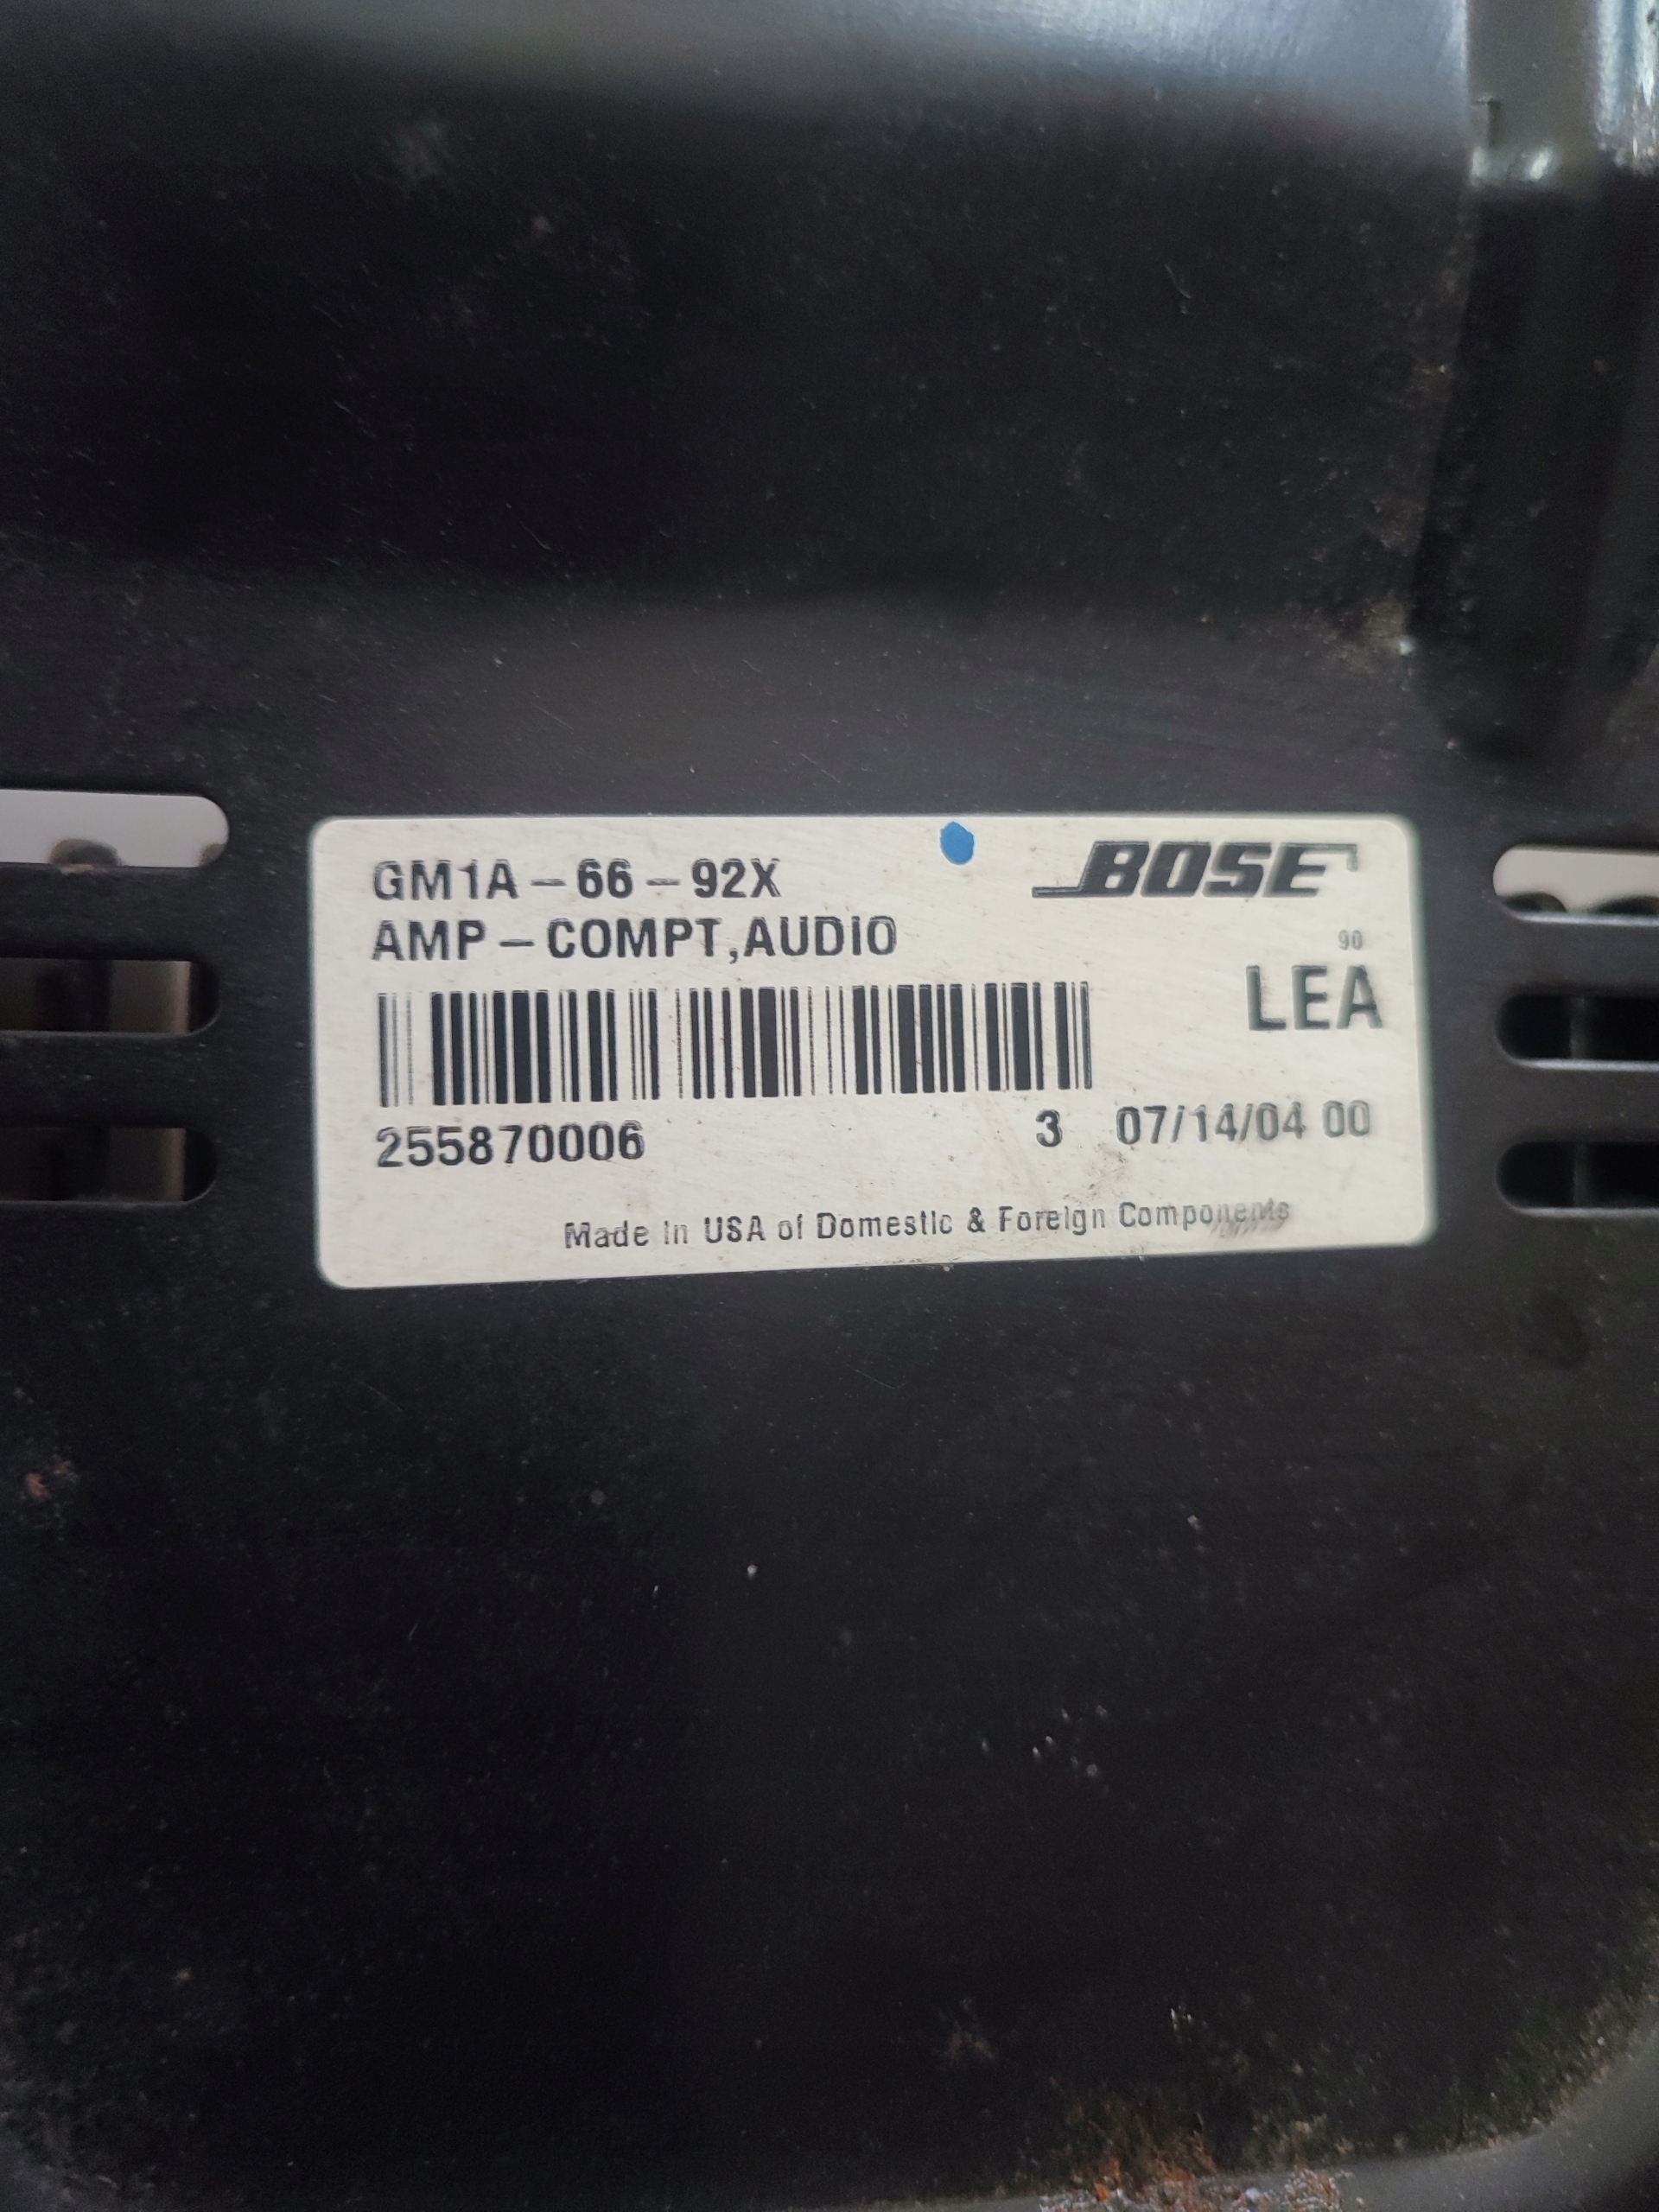 GM1A-66-92X BOSE
AMP-COMPT,AUDIO
90
LEA
255870006 3 07/14/04 00
Made in USA of Domestic & Foreign Components